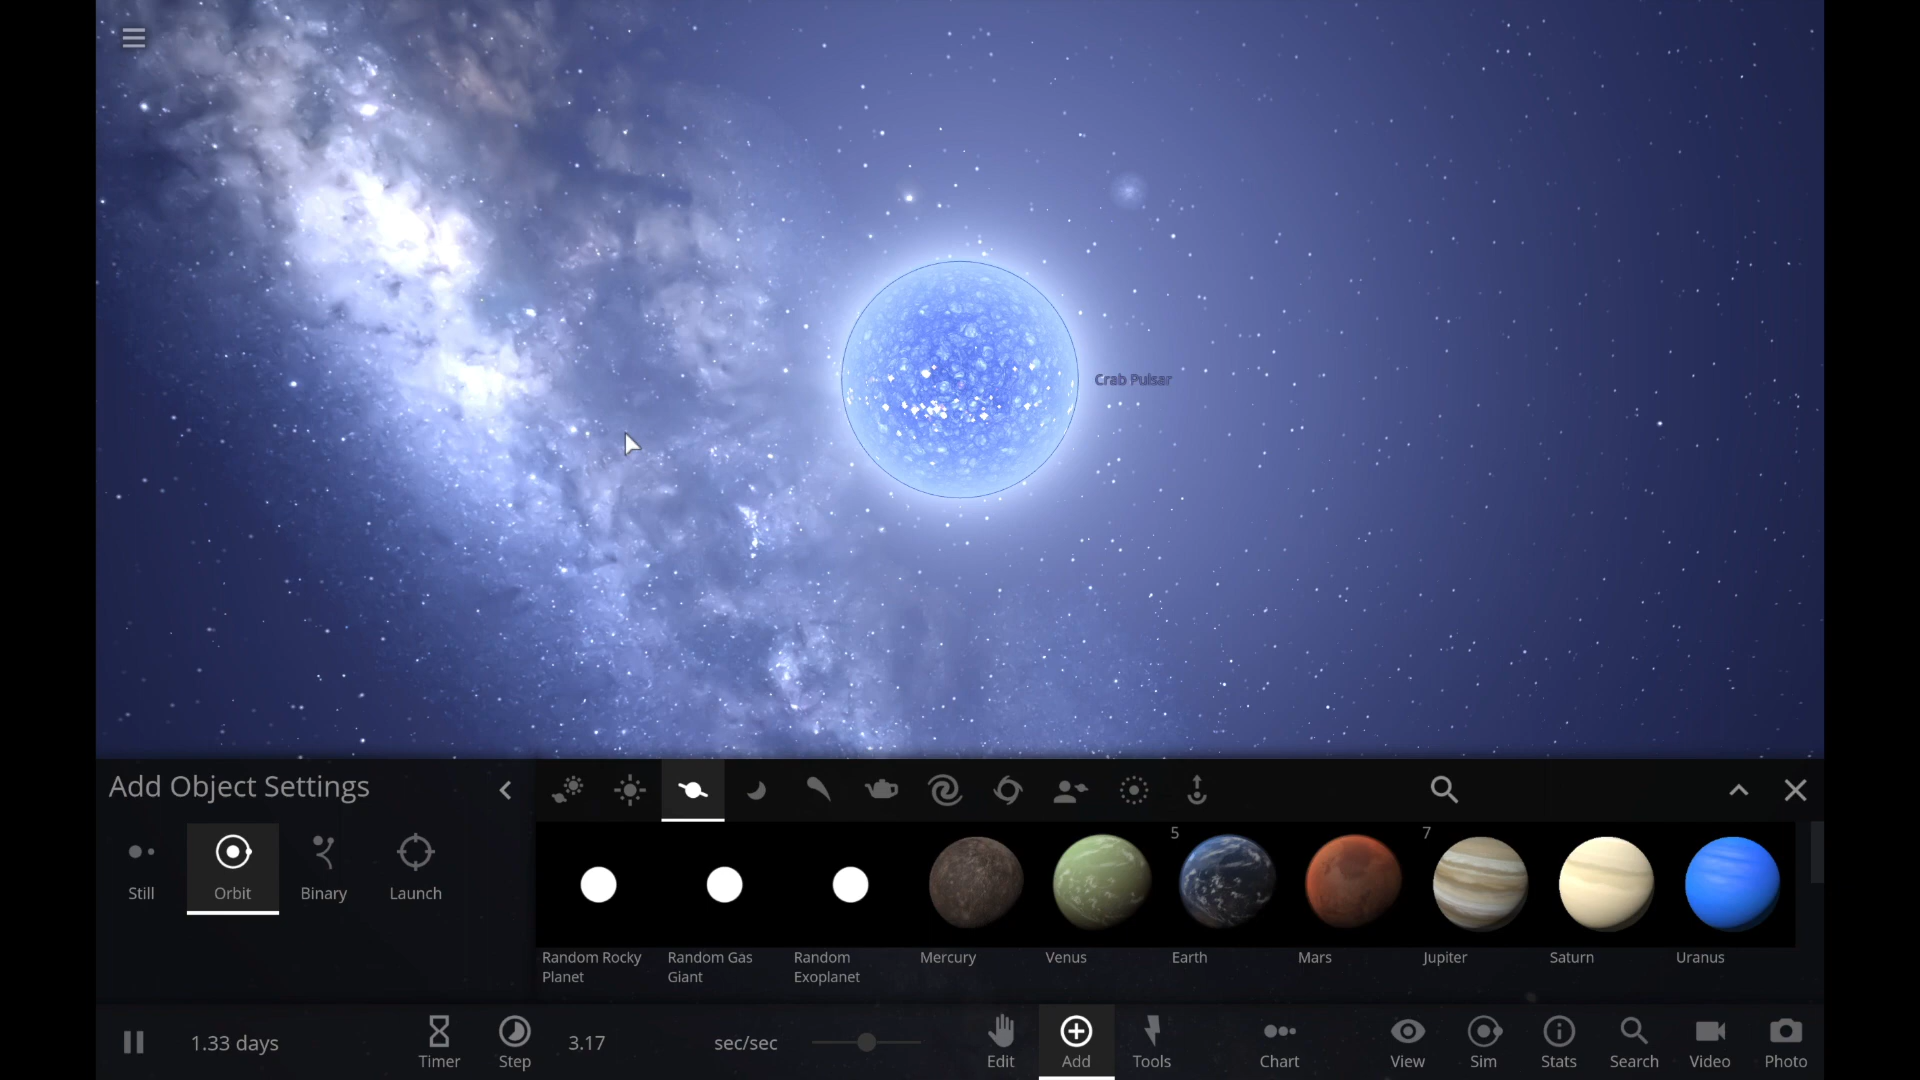 Crab Pulsar
Add Object Settings
Still
Orbit
Binary
Launch
5
7
Random Rocky
Planet
Random Gas
Giant
Random
Exoplanet
Mercury
Venus
Earth
Mars
Jupiter
Saturn
Uranus
1.33 days
Timer
Step
3.17
sec/sec
Edit
Add
Tools
Chart
View
Sim
Stats
Search
Video
Photo